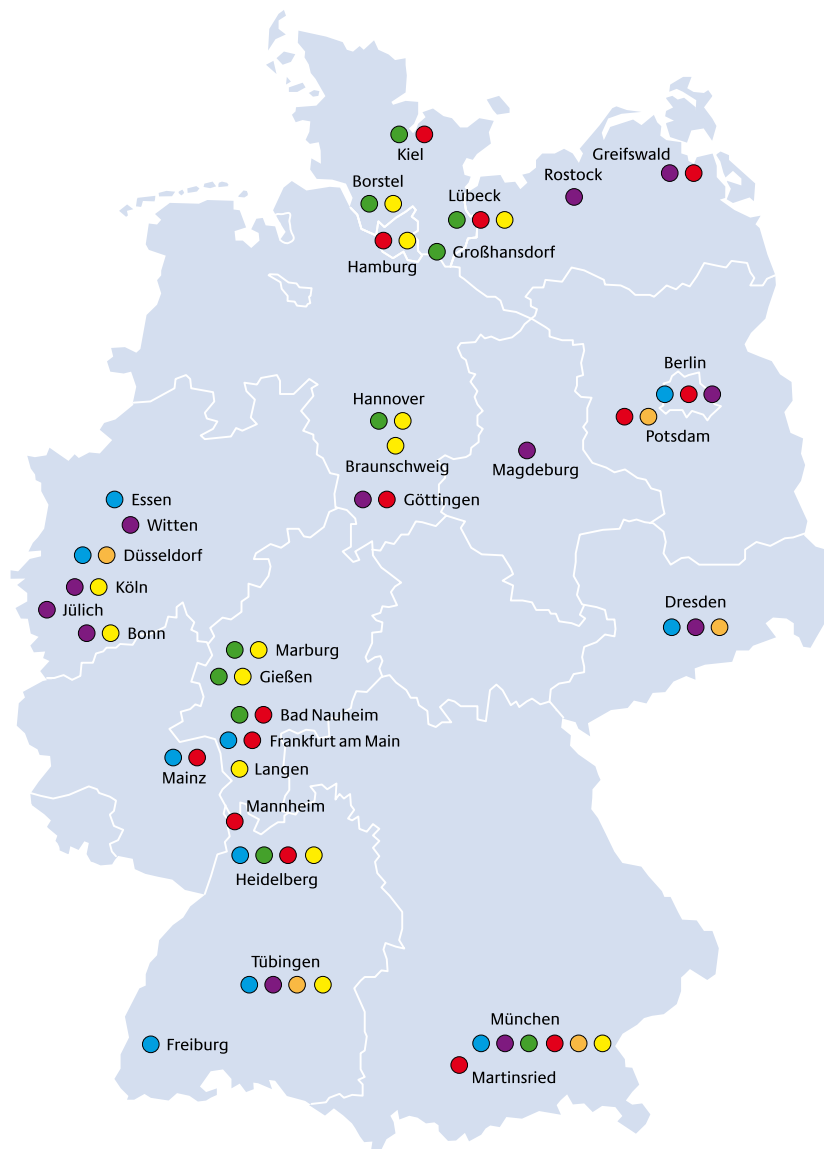 Kiel
Greifswald
Rostock
Borstel
Lübeck
Großhansdorf
Hamburg
Berlin
Hannover
Potsdam
Braunschweig
Magdeburg
Essen
Göttingen
Witten
Düsseldorf
Köln
Dresden
Jülich
Bonn
Marburg
Gießen
Bad Nauheim
Frankfurt am Main
Langen
Mainz
Mannheim
Heidelberg
Tübingen
München
Freiburg
Martinsried